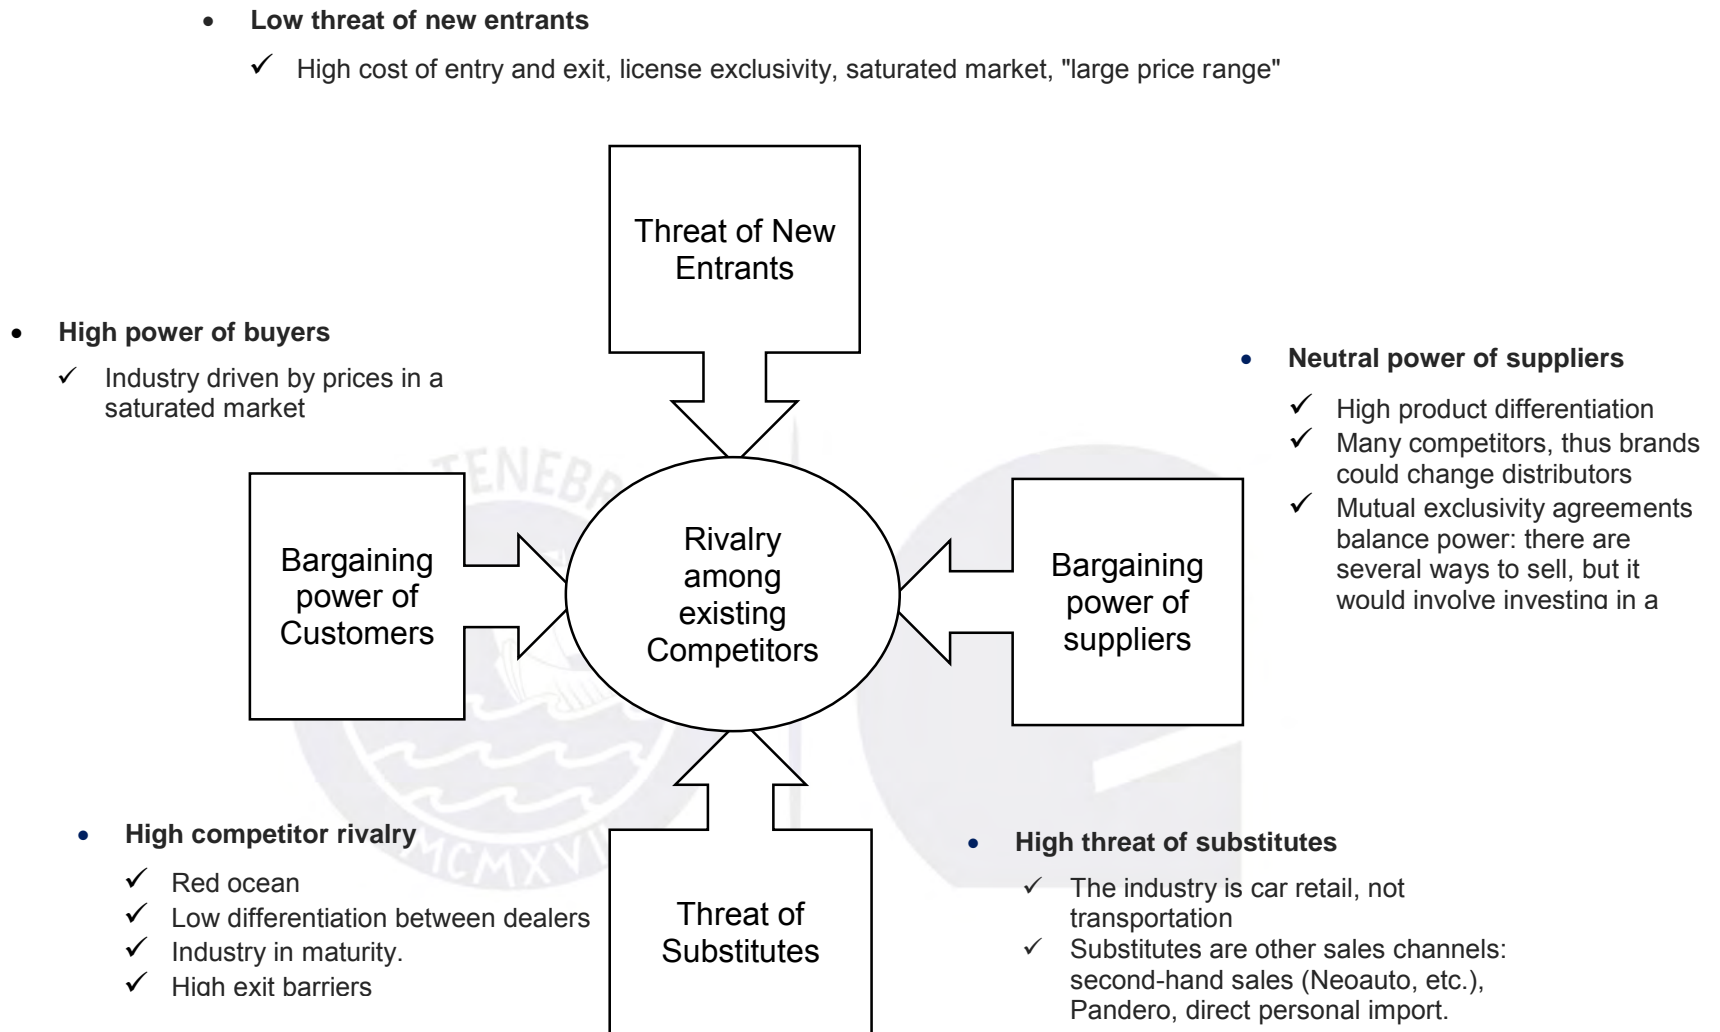 • Low threat of new entrants
✓ High cost of entry and exit, license exclusivity, saturated market, "large price range"
Threat of New
Entrants
• High power of buyers
✓ Industry driven by prices in a
saturated market
• Neutral power of suppliers
✓ High product differentiation
✓ Many competitors, thus brands
could change distributors
✓ Mutual exclusivity agreements
balance power: there are
several ways to sell, but it
would involve investing in a
Bargaining
power of
Customers
Rivalry
among
existing
Competitors
Bargaining
power of
suppliers
• High competitor rivalry
✓ Red ocean
✓ Low differentiation between dealers
✓ Industry in maturity.
✓ High exit barriers
Threat of
Substitutes
• High threat of substitutes
✓ The industry is car retail, not
transportation
✓ Substitutes are other sales channels:
second-hand sales (Neoauto, etc.),
Pandero, direct personal import.
TENEB
MCMXVII